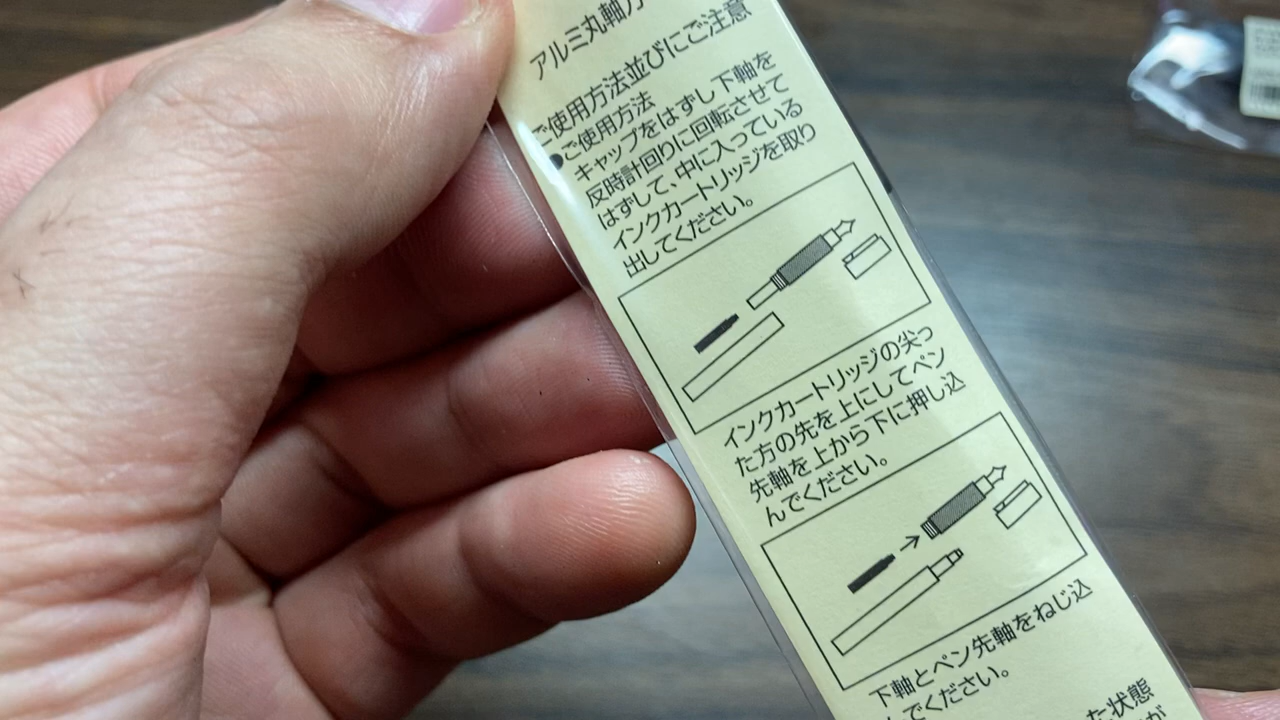 アルミ丸軸
ご使用方法並びにご注意
●ご使用方法
キャップをはずし下軸を
反時計回りに回転させて
はずして、中に入っている
インクカートリッジを取り
出してください。
インクカートリッジの尖っ
た方の先を上にしてペン
先軸を上から下に押し込
んでください。
下軸とペン先軸をねじ込
んでください。
た状態
が